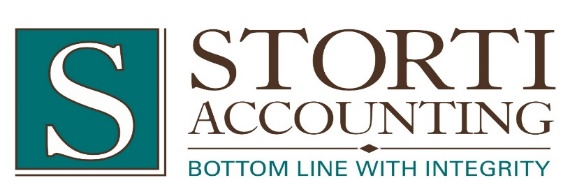 S
STORTI
ACCOUNTING
BOTTOM LINE WITH INTEGRITY